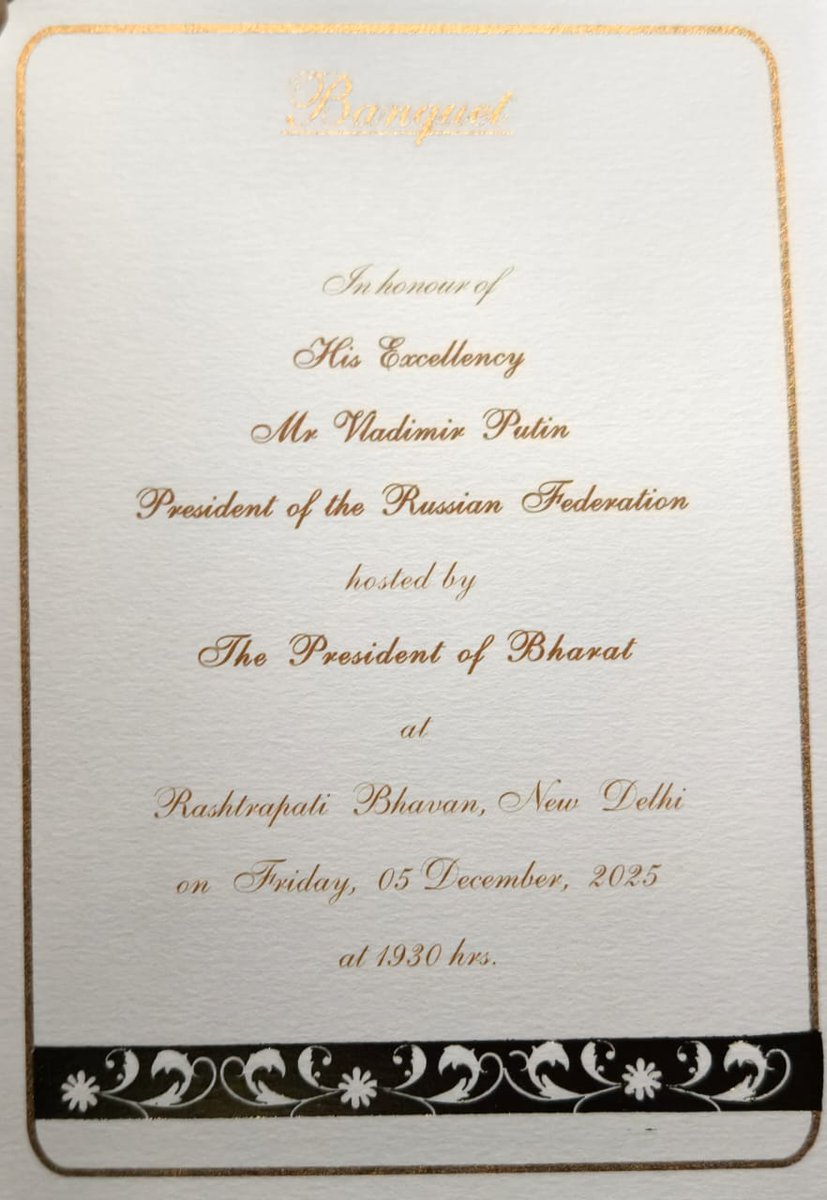 Banquet
In honour of
His Excellency
Mr Vladimir Putin
President of the Russian Federation
hosted by
The President of Bharat
at
Rashtrapati Bhavan, New Delhi
on Friday, 05 December, 2025
at 1930 hrs.